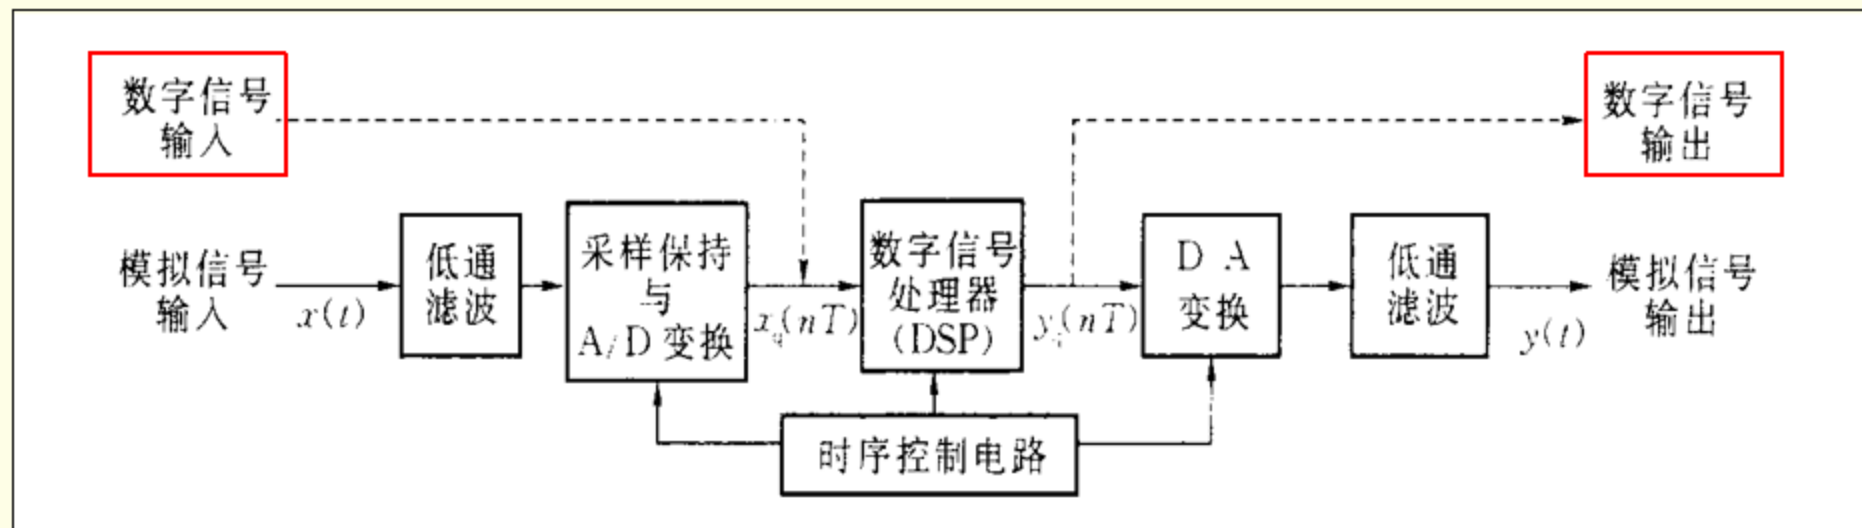 数字信号
输入
数字信号
输出
模拟信号
输入
x(t)
低通
滤波
采样保持
与
A/D 变换
x_q(nT)
数字信号
处理器
(DSP)
y_q(nT)
D A
变换
低通
滤波
y(t)
模拟信号
输出
时序控制电路